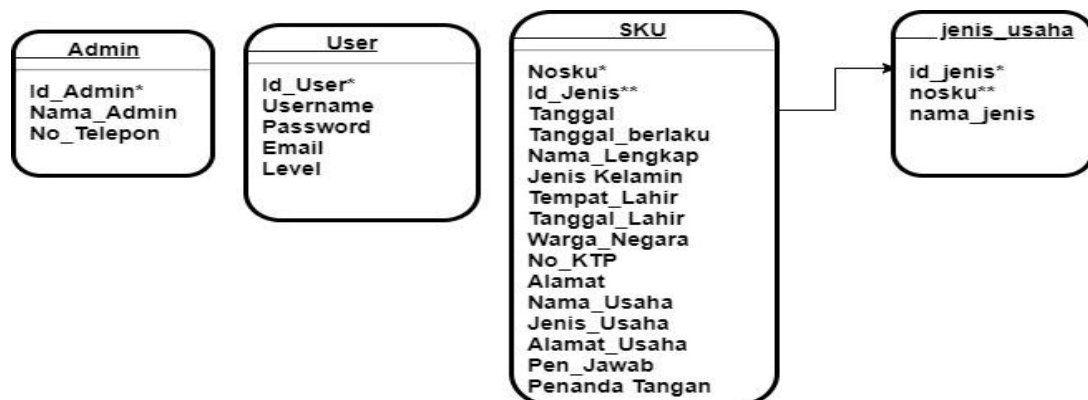 Admin
Id_Admin*
Nama_Admin
No_Telepon
User
Id_User*
Username
Password
Email
Level
SKU
Nosku*
Id_Jenis**
Tanggal
Tanggal_berlaku
Nama_Lengkap
Jenis Kelamin
Tempat_Lahir
Tanggal_Lahir
Warga_Negara
No_KTP
Alamat
Nama_Usaha
Jenis_Usaha
Alamat_Usaha
Pen_Jawab
Penanda Tangan
jenis_usaha
id_jenis*
nosku**
nama_jenis